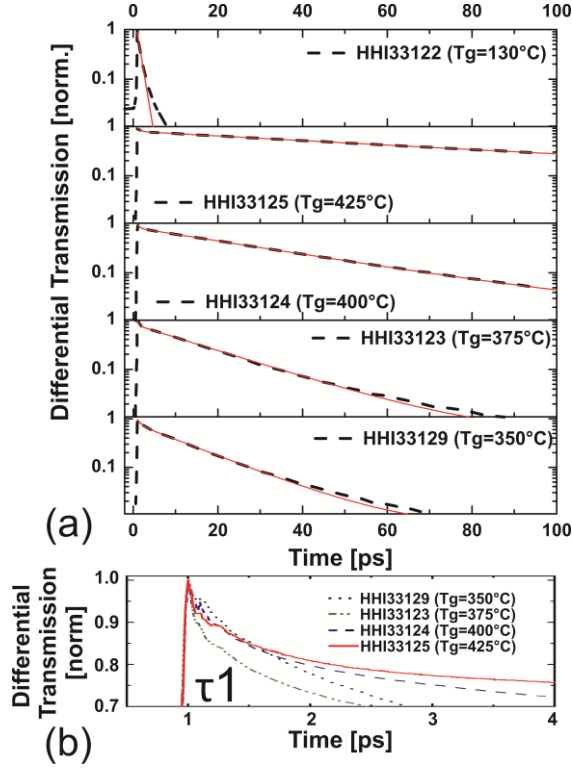 0 20 40 60 80 100
1
0.1
HHI33122 (Tg=130°C)
1
0.1
HHI33125 (Tg=425°C)
1
0.1
HHI33124 (Tg=400°C)
1
0.1
HHI33123 (Tg=375°C)
1
0.1
HHI33129 (Tg=350°C)
Differential Transmission [norm.]
(a)
0 20 40 60 80 100
Time [ps]
Differential
Transmission
[norm]
1.0
0.9
0.8
0.7
HHI33129 (Tg=350°C)
HHI33123 (Tg=375°C)
HHI33124 (Tg=400°C)
HHI33125 (Tg=425°C)
τ1
1 2 3 4
(b)
Time [ps]